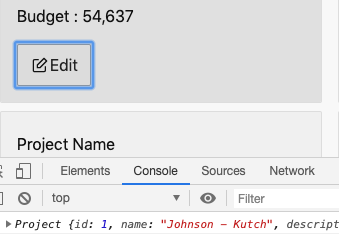 Budget : 54,637
Edit
Project Name
Elements Console Sources Network
top Filter
Project {id: 1, name: "Johnson – Kutch", descript